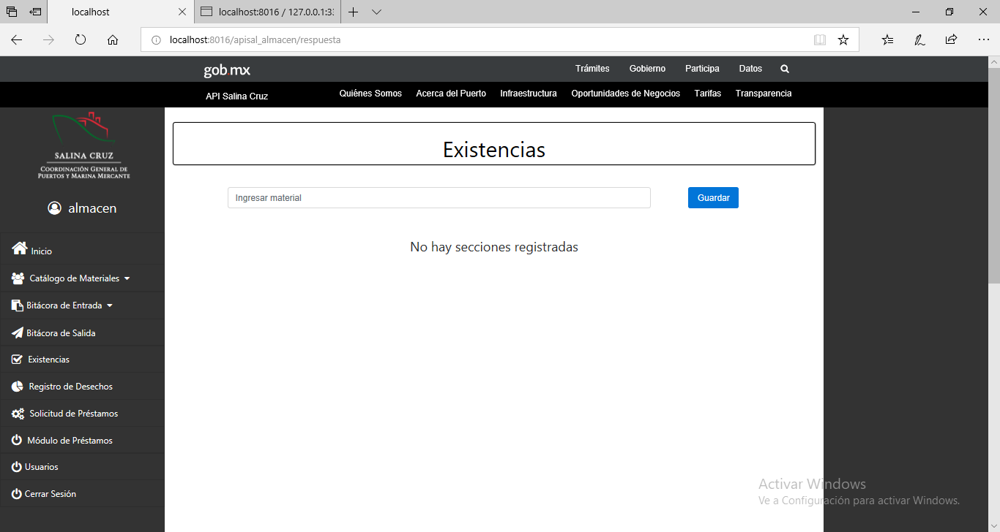 localhost
localhost:8016 / 127.0.0.1:33
localhost:8016/apisal_almacen/respuesta
gob.mx
Trámites
Gobierno
Participa
Datos
API Salina Cruz
Quiénes Somos
Acerca del Puerto
Infraestructura
Oportunidades de Negocios
Tarifas
Transparencia
SALINA CRUZ
COORDINACIÓN GENERAL DE
PUERTOS Y MARINA MERCANTE
almacen
Inicio
Catálogo de Materiales
Bitácora de Entrada
Bitácora de Salida
Existencias
Registro de Desechos
Solicitud de Préstamos
Módulo de Préstamos
Usuarios
Cerrar Sesión
Existencias
Ingresar material
Guardar
No hay secciones registradas
Activar Windows
Ve a Configuración para activar Windows.